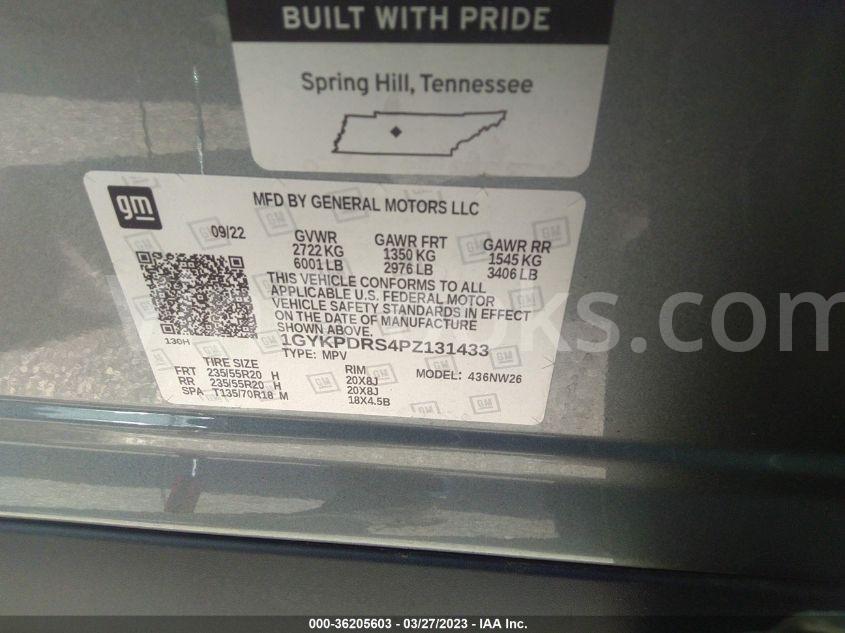 BUILT WITH PRIDE
Spring Hill, Tennessee
gm
MFD BY GENERAL MOTORS LLC
09/22
GVWR
2722 KG
6001 LB
GAWR FRT
1350 KG
2976 LB
GAWR RR
1545 KG
3406 LB
THIS VEHICLE CONFORMS TO ALL
APPLICABLE U.S. FEDERAL MOTOR
VEHICLE SAFETY STANDARDS IN EFFECT
ON THE DATE OF MANUFACTURE
SHOWN ABOVE.
130H
1GYKPDRS4PZ131433
TYPE: MPV
MODEL: 436NW26
TIRE SIZE
RIM
FRT 235/55R20 H 20X8J
RR 235/55R20 H 20X8J
SPA T135/70R18 M 18X4.5B
000-36205603 - 03/27/2023 - IAA Inc.